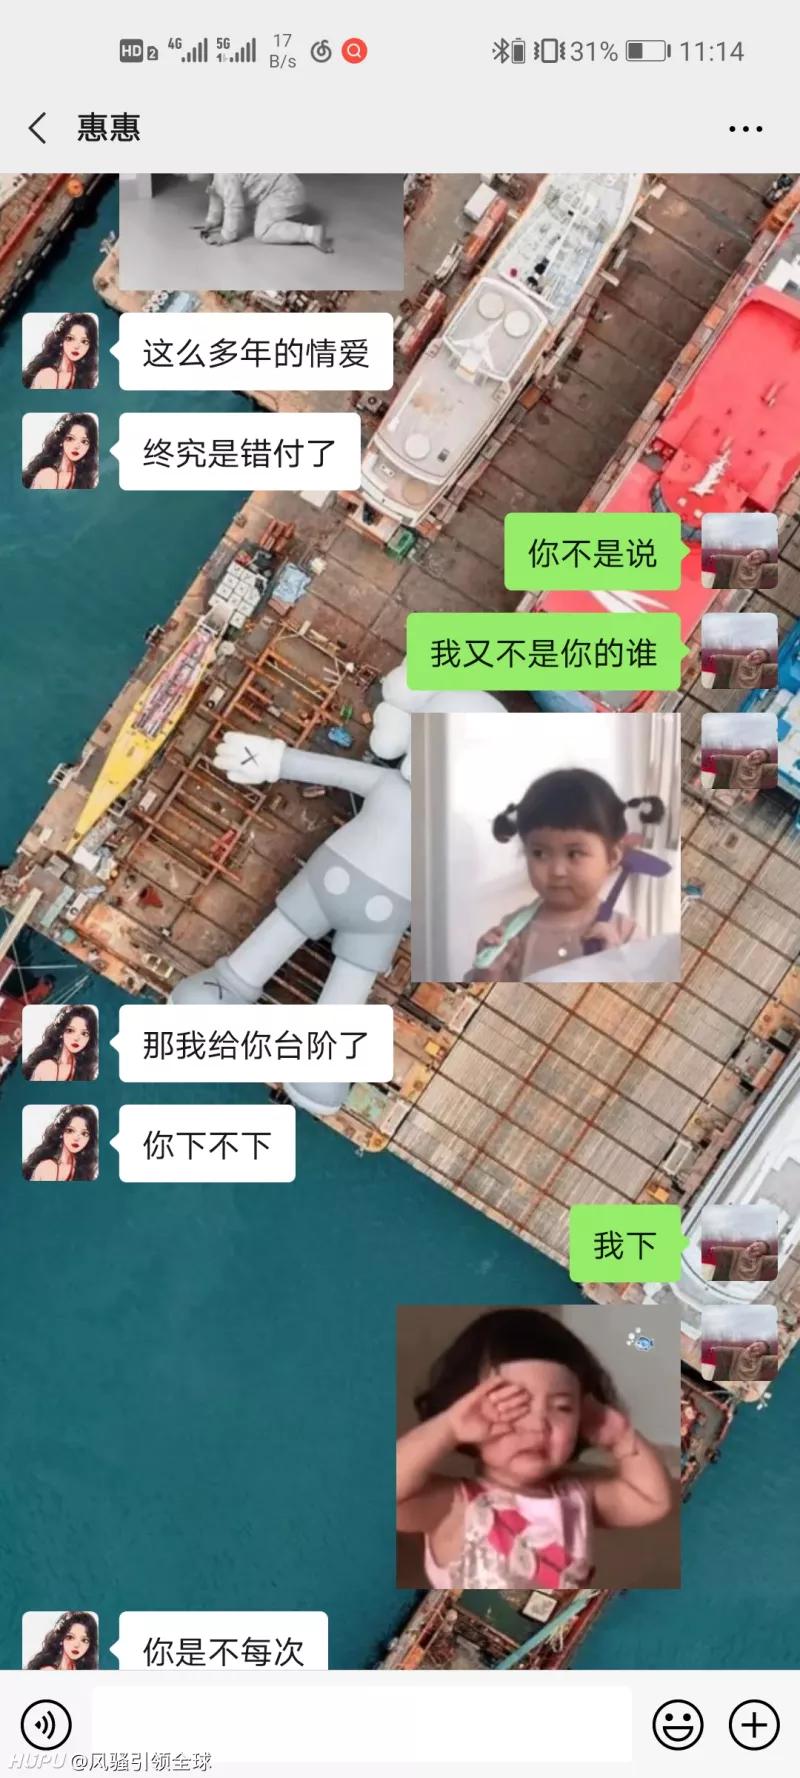 HD 2 4G 5G 17 B/s 31% 11:14
惠惠
这么多年的情爱
终究是错付了
你不是说
我又不是你的谁
那我给你台阶了
你下不下
我下
你是不每次
HUPU @风骚引领全球